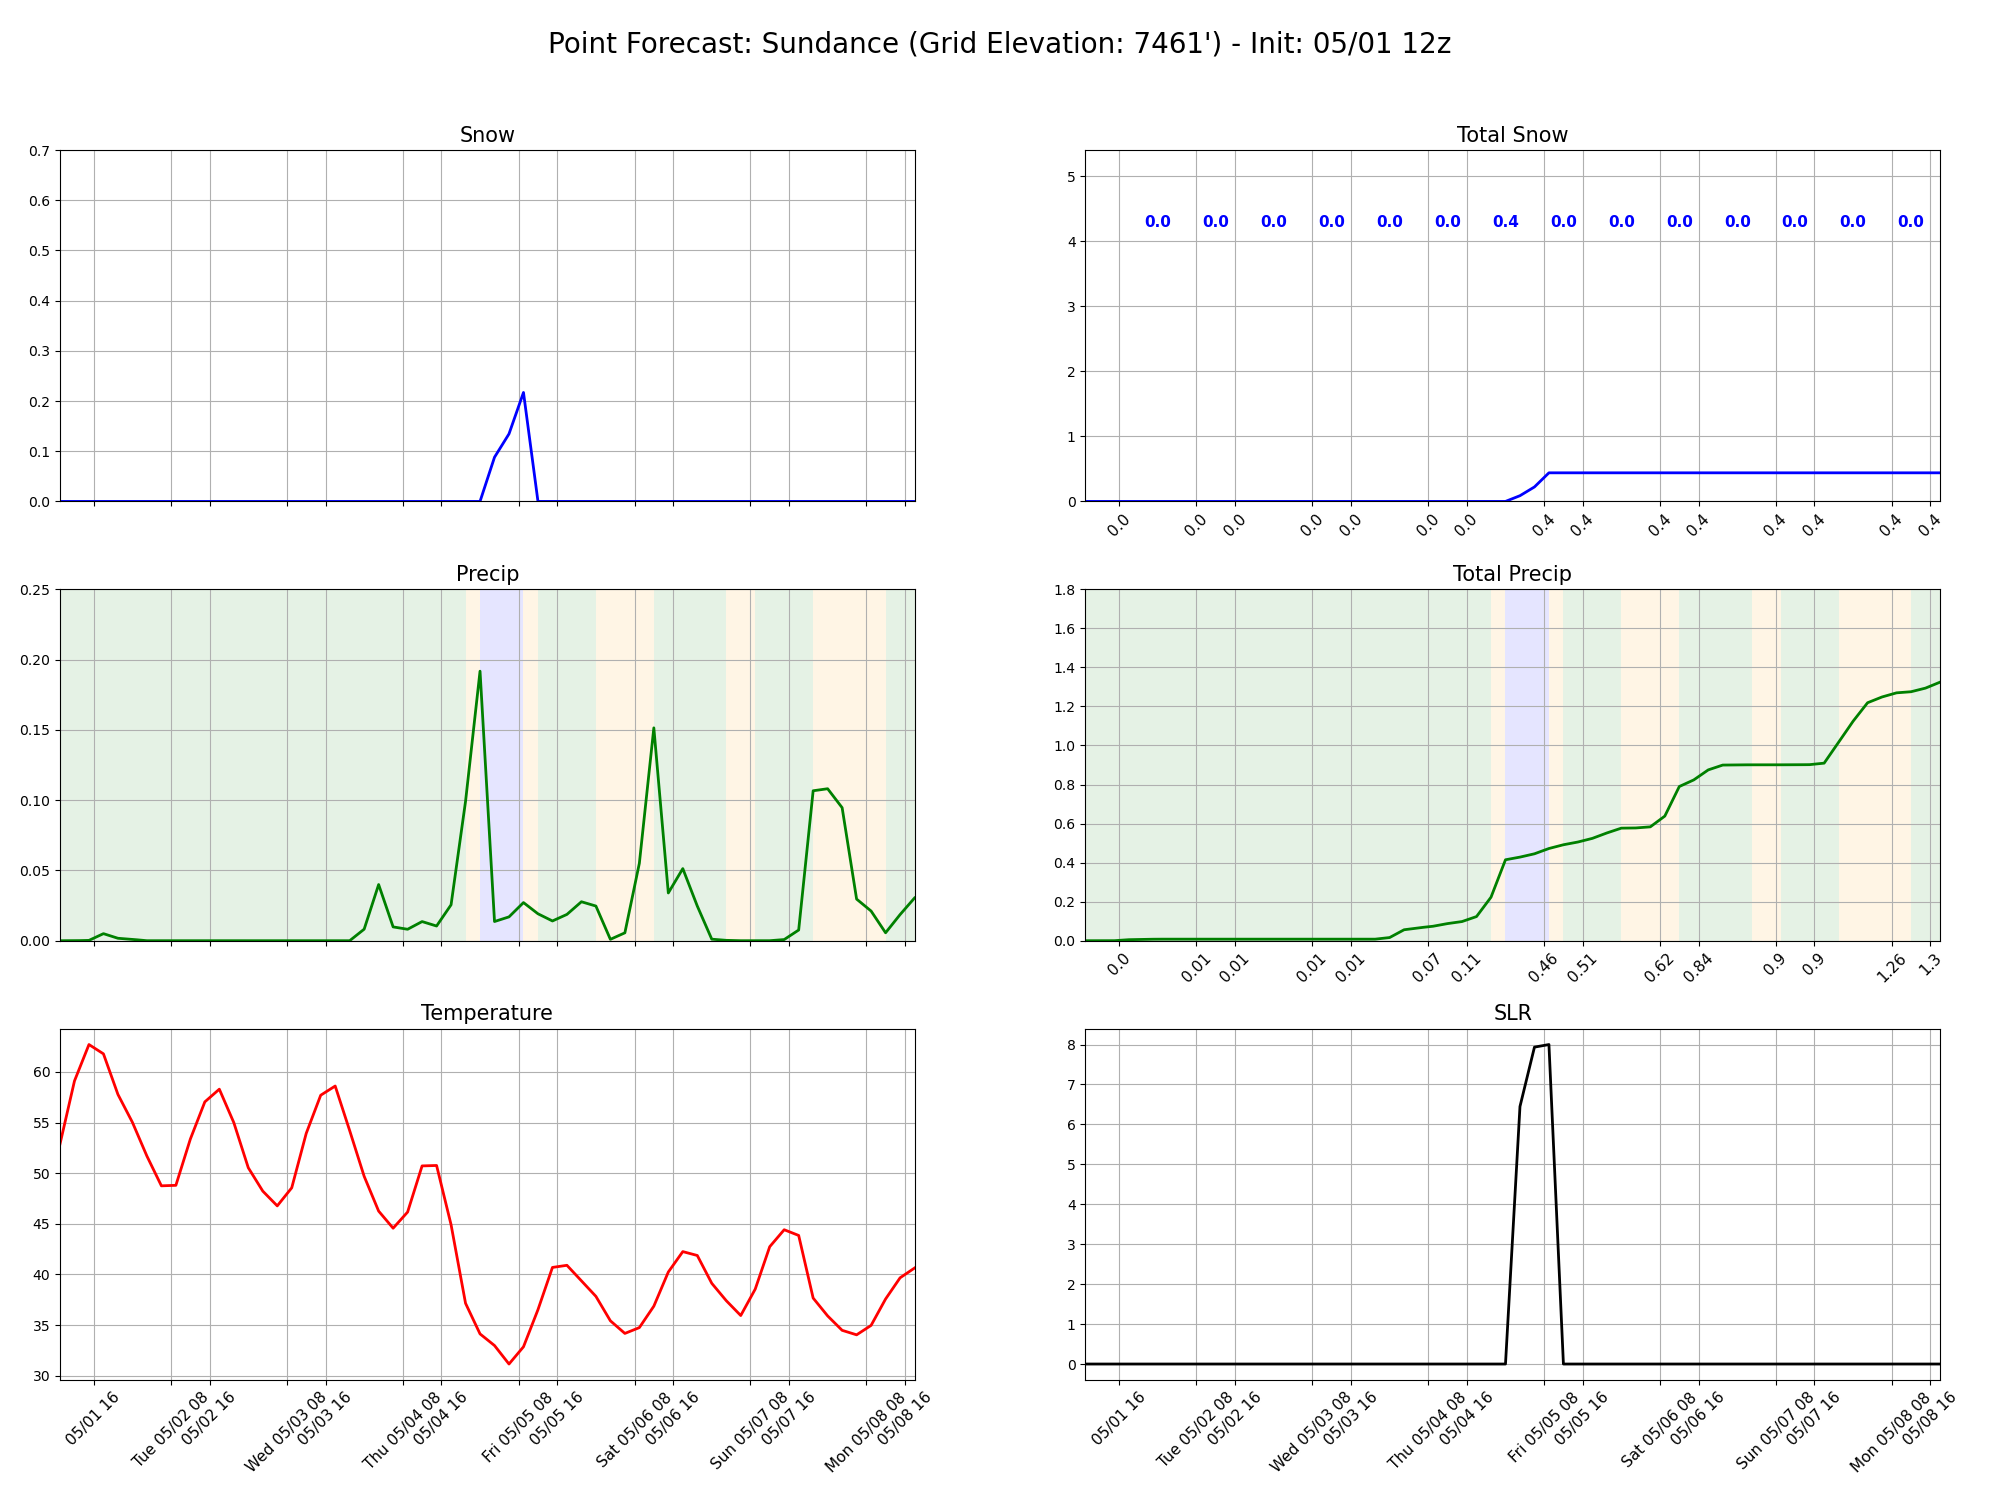 Point Forecast: Sundance (Grid Elevation: 7461') - Init: 05/01 12z
Snow
0.7
0.6
0.5
0.4
0.3
0.2
0.1
0.0
Total Snow
5
4
3
2
1
0
0.0 0.0 0.0 0.0 0.0 0.0 0.4 0.0 0.0 0.0 0.0 0.0 0.0 0.0
0.0 0.0 0.0 0.0 0.0 0.0 0.0 0.4 0.4 0.4 0.4 0.4 0.4 0.4 0.4
Precip
0.25
0.20
0.15
0.10
0.05
0.00
Total Precip
1.8
1.6
1.4
1.2
1.0
0.8
0.6
0.4
0.2
0.0
0.0 0.01 0.01 0.01 0.01 0.07 0.11 0.46 0.51 0.62 0.84 0.9 0.9 1.26 1.3
Temperature
60
55
50
45
40
35
30
05/01 16
Tue 05/02 08
05/02 16
Wed 05/03 08
05/03 16
Thu 05/04 08
05/04 16
Fri 05/05 08
05/05 16
Sat 05/06 08
05/06 16
Sun 05/07 08
05/07 16
Mon 05/08 08
05/08 16
SLR
8
7
6
5
4
3
2
1
0
05/01 16
Tue 05/02 08
05/02 16
Wed 05/03 08
05/03 16
Thu 05/04 08
05/04 16
Fri 05/05 08
05/05 16
Sat 05/06 08
05/06 16
Sun 05/07 08
05/07 16
Mon 05/08 08
05/08 16